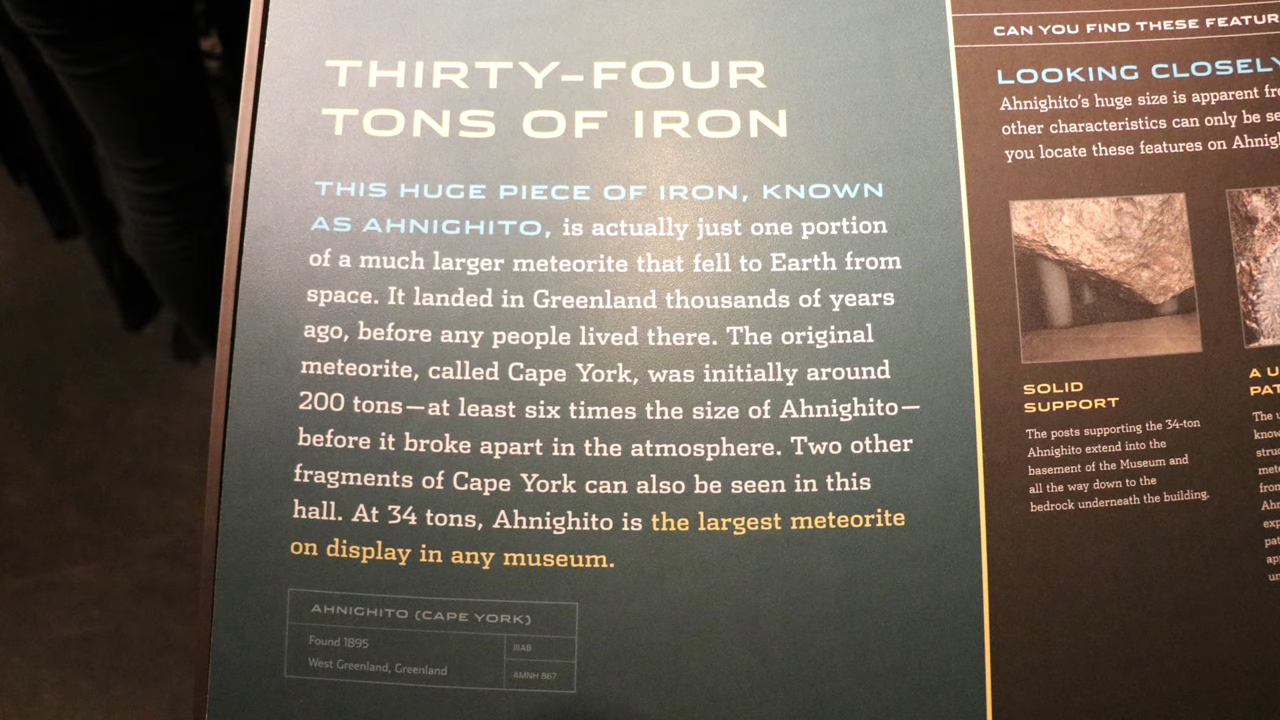 THIRTY-FOUR
TONS OF IRON
THIS HUGE PIECE OF IRON, KNOWN
AS AHNIGHITO, is actually just one portion
of a much larger meteorite that fell to Earth from
space. It landed in Greenland thousands of years
ago, before any people lived there. The original
meteorite, called Cape York, was initially around
200 tons—at least six times the size of Ahnighito—
before it broke apart in the atmosphere. Two other
fragments of Cape York can also be seen in this
hall. At 34 tons, Ahnighito is the largest meteorite
on display in any museum.
AHNIGHITO (CAPE YORK)
Found 1895
West Greenland, Greenland
IIIAB
AMNH 867
CAN YOU FIND THESE
LOOKING CLOSELY
Ahnighito's huge size is apparent
other characteristics can only be
you locate these features on
SOLID
SUPPORT
The posts supporting the 34-ton
Ahnighito extend into the
basement of the Museum and
all the way down to the
bedrock underneath the building.
A
The